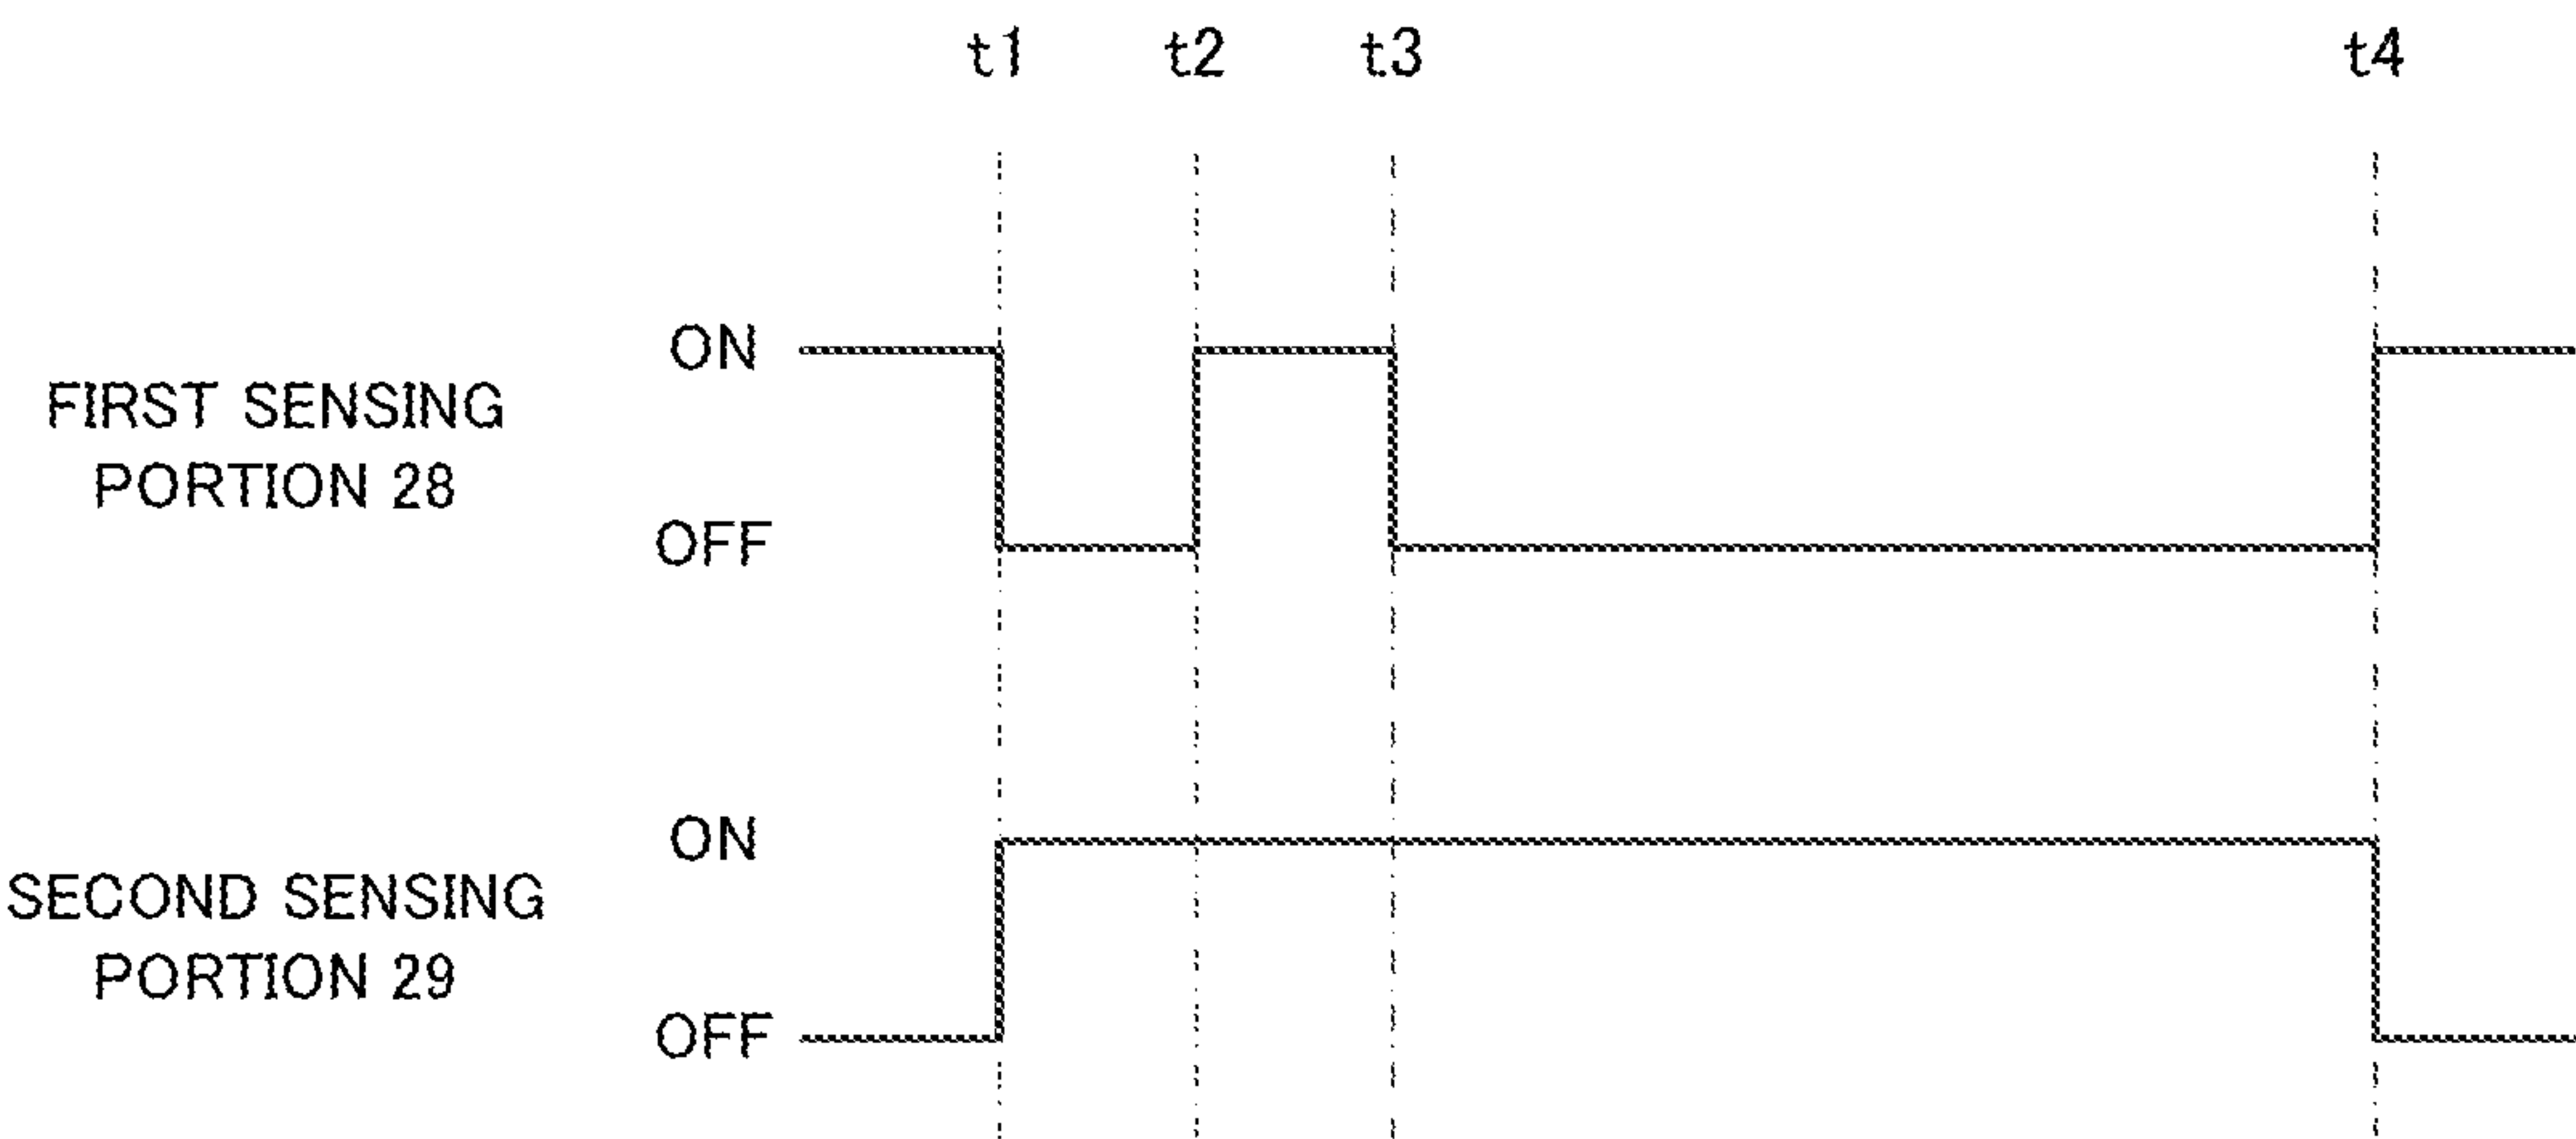 t1 t2 t3 t4
ON
FIRST SENSING
PORTION 28
OFF
ON
SECOND SENSING
PORTION 29
OFF